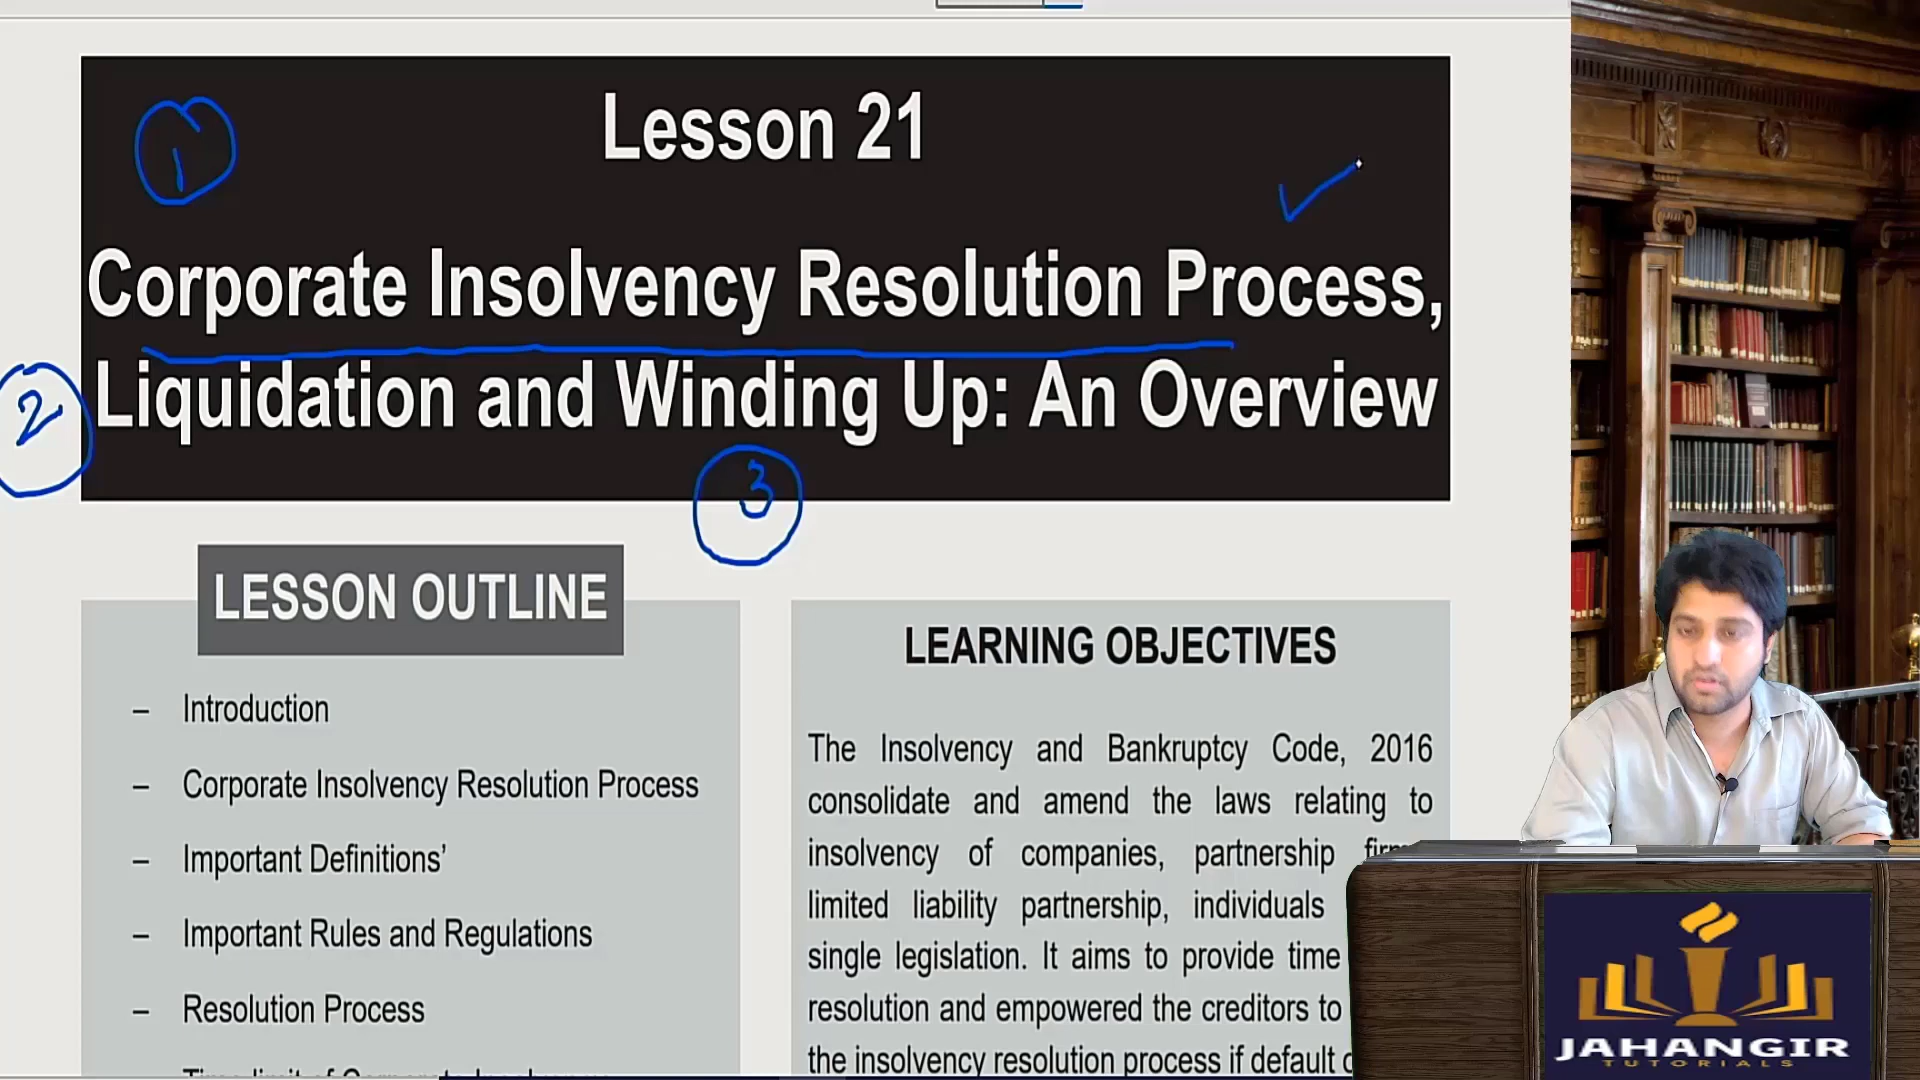 1
Lesson 21
Corporate Insolvency Resolution Process,
2
Liquidation and Winding Up: An Overview
3
LESSON OUTLINE
– Introduction
– Corporate Insolvency Resolution Process
– Important Definitions’
– Important Rules and Regulations
– Resolution Process
LEARNING OBJECTIVES
The Insolvency and Bankruptcy Code, 2016
consolidate and amend the laws relating to
insolvency of companies, partnership
limited liability partnership, individuals
single legislation. It aims to provide time
resolution and empowered the creditors to
the insolvency resolution process if default
JAHANGIR
TUTORIALS